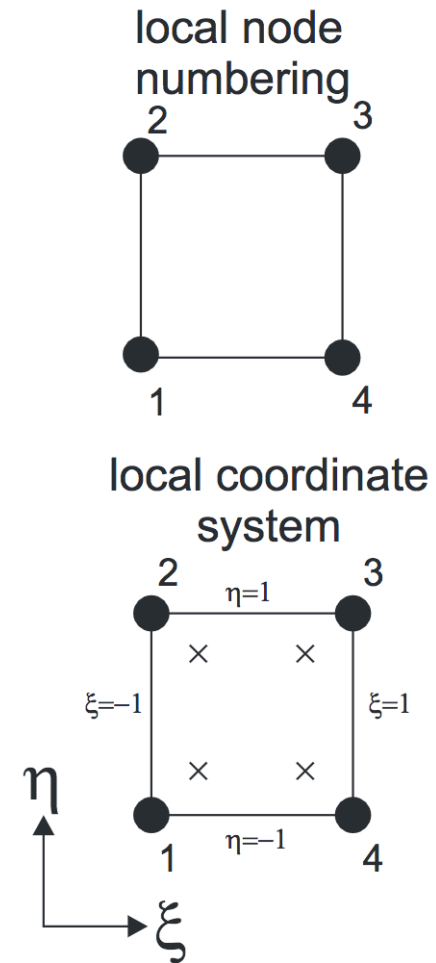 local node
numbering
2 3
1 4
local coordinate
system
2 3
η=1
ξ=−1 ξ=1
η=−1
1 4
η
ξ